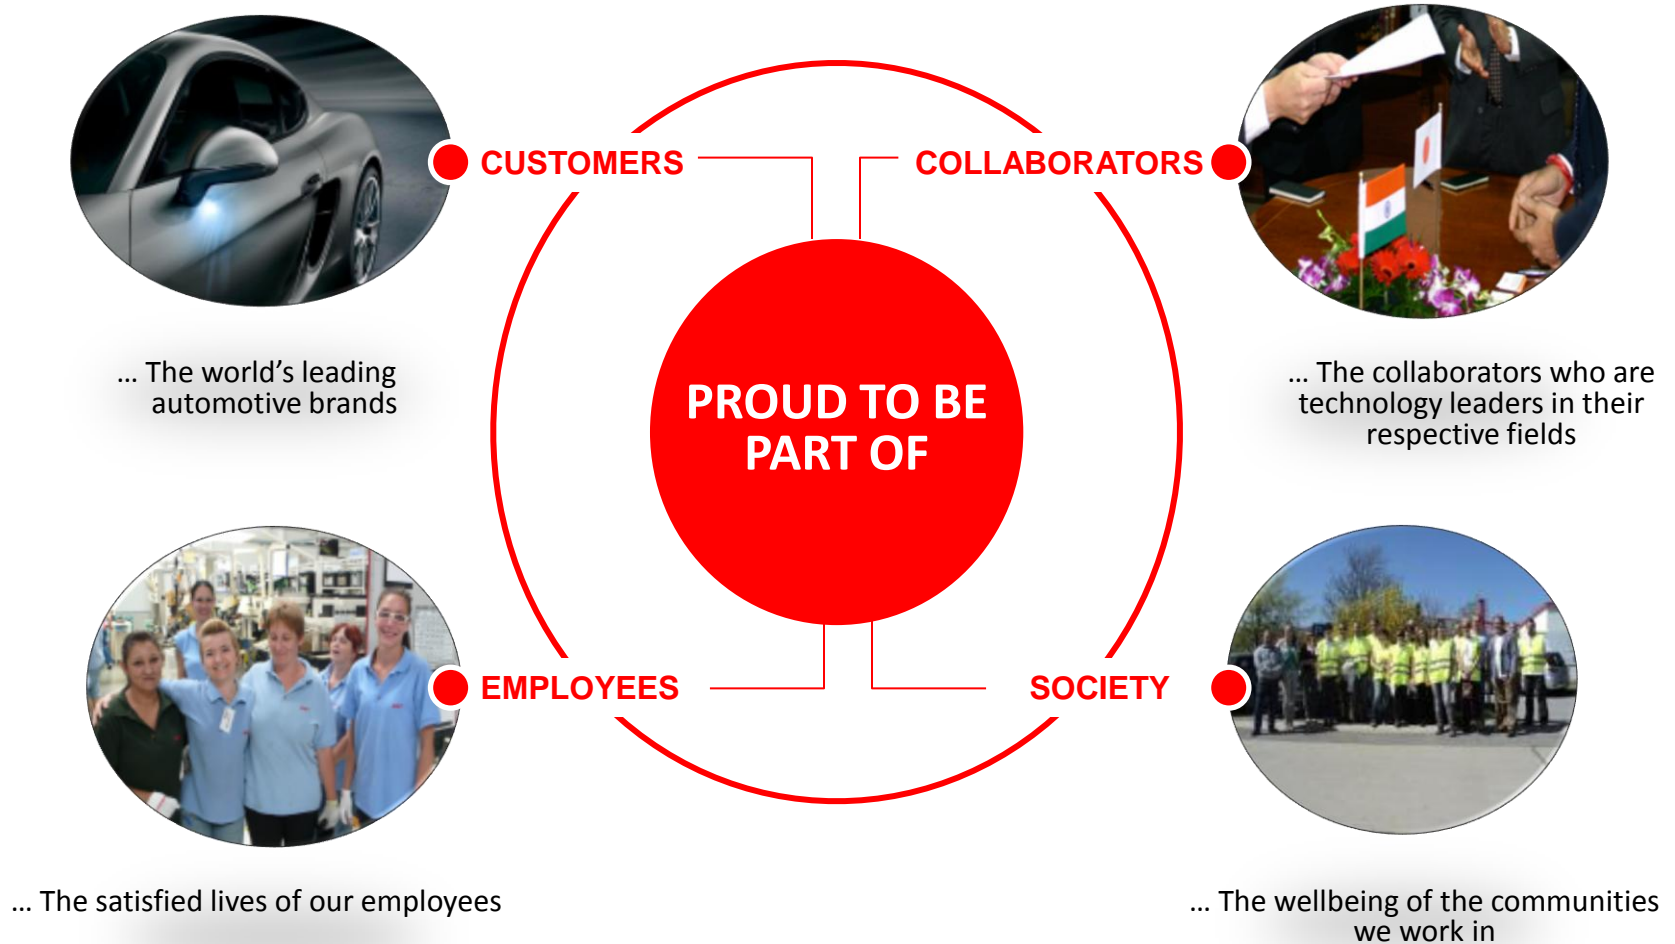 CUSTOMERS
COLLABORATORS
… The world’s leading
automotive brands
… The collaborators who are
technology leaders in their
respective fields
PROUD TO BE
PART OF
EMPLOYEES
SOCIETY
… The satisfied lives of our employees
… The wellbeing of the communities
we work in